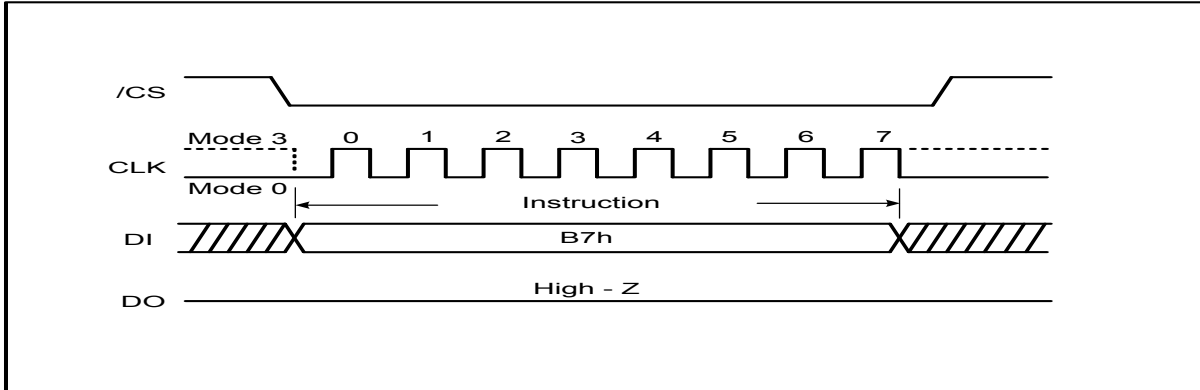 /CS
Mode 3 0 1 2 3 4 5 6 7
CLK
Mode 0
Instruction
DI B7h
DO High - Z